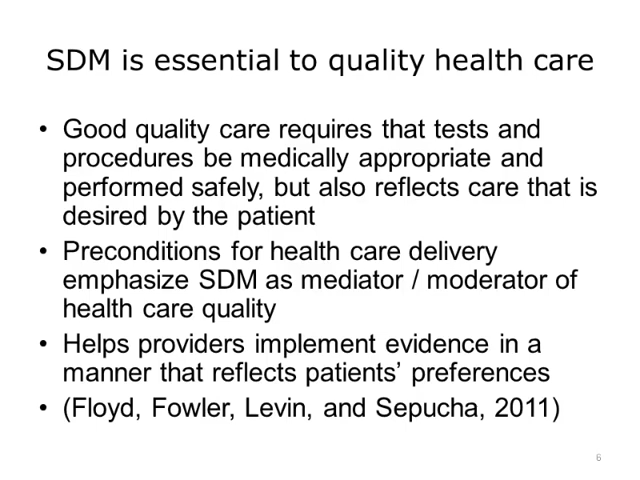 SDM is essential to quality health care
• Good quality care requires that tests and
procedures be medically appropriate and
performed safely, but also reflects care that is
desired by the patient
• Preconditions for health care delivery
emphasize SDM as mediator / moderator of
health care quality
• Helps providers implement evidence in a
manner that reflects patients’ preferences
• (Floyd, Fowler, Levin, and Sepucha, 2011)
6